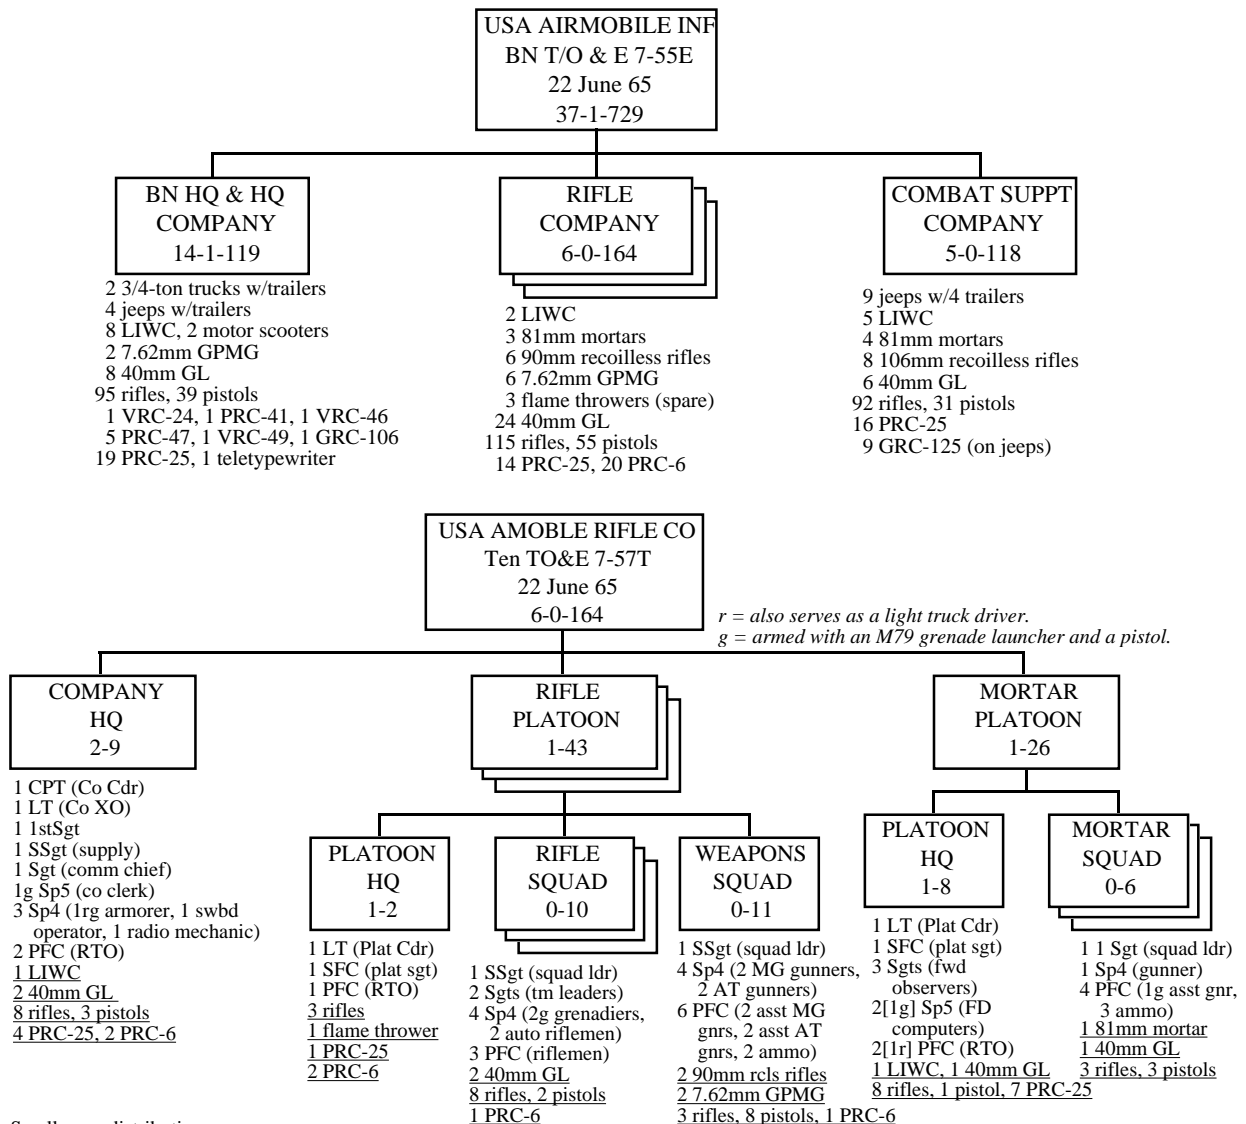 USA AIRMOBILE INF
BN T/O & E 7-55E
22 June 65
37-1-729
BN HQ & HQ
COMPANY
14-1-119
2 3/4-ton trucks w/trailers
4 jeeps w/trailers
8 LIWC, 2 motor scooters
2 7.62mm GPMG
8 40mm GL
95 rifles, 39 pistols
1 VRC-24, 1 PRC-41, 1 VRC-46
5 PRC-47, 1 VRC-49, 1 GRC-106
19 PRC-25, 1 teletypewriter
RIFLE
COMPANY
6-0-164
2 LIWC
3 81mm mortars
6 90mm recoilless rifles
6 7.62mm GPMG
3 flame throwers (spare)
24 40mm GL
115 rifles, 55 pistols
14 PRC-25, 20 PRC-6
COMBAT SUPPT
COMPANY
5-0-118
9 jeeps w/4 trailers
5 LIWC
4 81mm mortars
8 106mm recoilless rifles
6 40mm GL
92 rifles, 31 pistols
16 PRC-25
9 GRC-125 (on jeeps)
USA AMOBLE RIFLE CO
Ten TO&E 7-57T
22 June 65
6-0-164
r = also serves as a light truck driver.
g = armed with an M79 grenade launcher and a pistol.
COMPANY
HQ
2-9
1 CPT (Co Cdr)
1 LT (Co XO)
1 1stSgt
1 SSgt (supply)
1 Sgt (comm chief)
1g Sp5 (co clerk)
3 Sp4 (1rg armorer, 1 swbd
operator, 1 radio mechanic)
2 PFC (RTO)
1 LIWC
2 40mm GL
8 rifles, 3 pistols
4 PRC-25, 2 PRC-6
RIFLE
PLATOON
1-43
PLATOON
HQ
1-2
1 LT (Plat Cdr)
1 SFC (plat sgt)
1 PFC (RTO)
3 rifles
1 flame thrower
1 PRC-25
2 PRC-6
RIFLE
SQUAD
0-10
1 SSgt (squad ldr)
2 Sgts (tm leaders)
4 Sp4 (2g grenadiers,
2 auto riflemen)
3 PFC (riflemen)
2 40mm GL
8 rifles, 2 pistols
1 PRC-6
WEAPONS
SQUAD
0-11
1 SSgt (squad ldr)
4 Sp4 (2 MG gunners,
2 AT gunners)
6 PFC (2 asst MG
gnrs, 2 asst AT
gnrs, 2 ammo)
2 90mm rcls rifles
2 7.62mm GPMG
3 rifles, 8 pistols, 1 PRC-6
MORTAR
PLATOON
1-26
PLATOON
HQ
1-8
1 LT (Plat Cdr)
1 SFC (plat sgt)
3 Sgts (fwd
observers)
2[1g] Sp5 (FD
computers)
2[1r] PFC (RTO)
1 LIWC, 1 40mm GL
8 rifles, 1 pistol, 7 PRC-25
MORTAR
SQUAD
0-6
1 1 Sgt (squad ldr)
1 Sp4 (gunner)
4 PFC (1g asst gnr,
3 ammo)
1 81mm mortar
1 40mm GL
3 rifles, 3 pistols